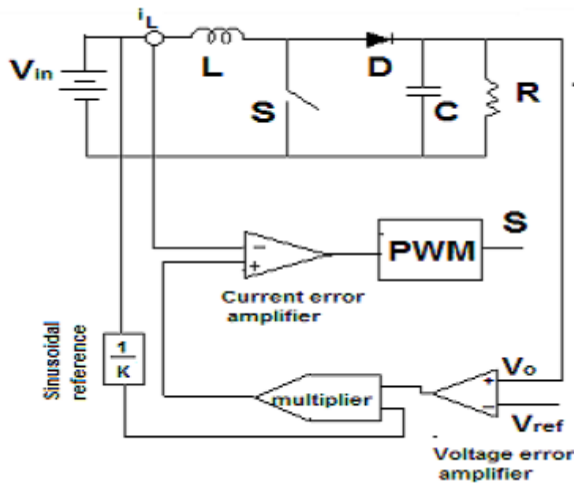 iL
Vin
L
D
S
C
R
−
+
PWM
S
Current error
amplifier
Sinusoidal
reference
1
K
multiplier
+
−
Vo
Vref
Voltage error
amplifier